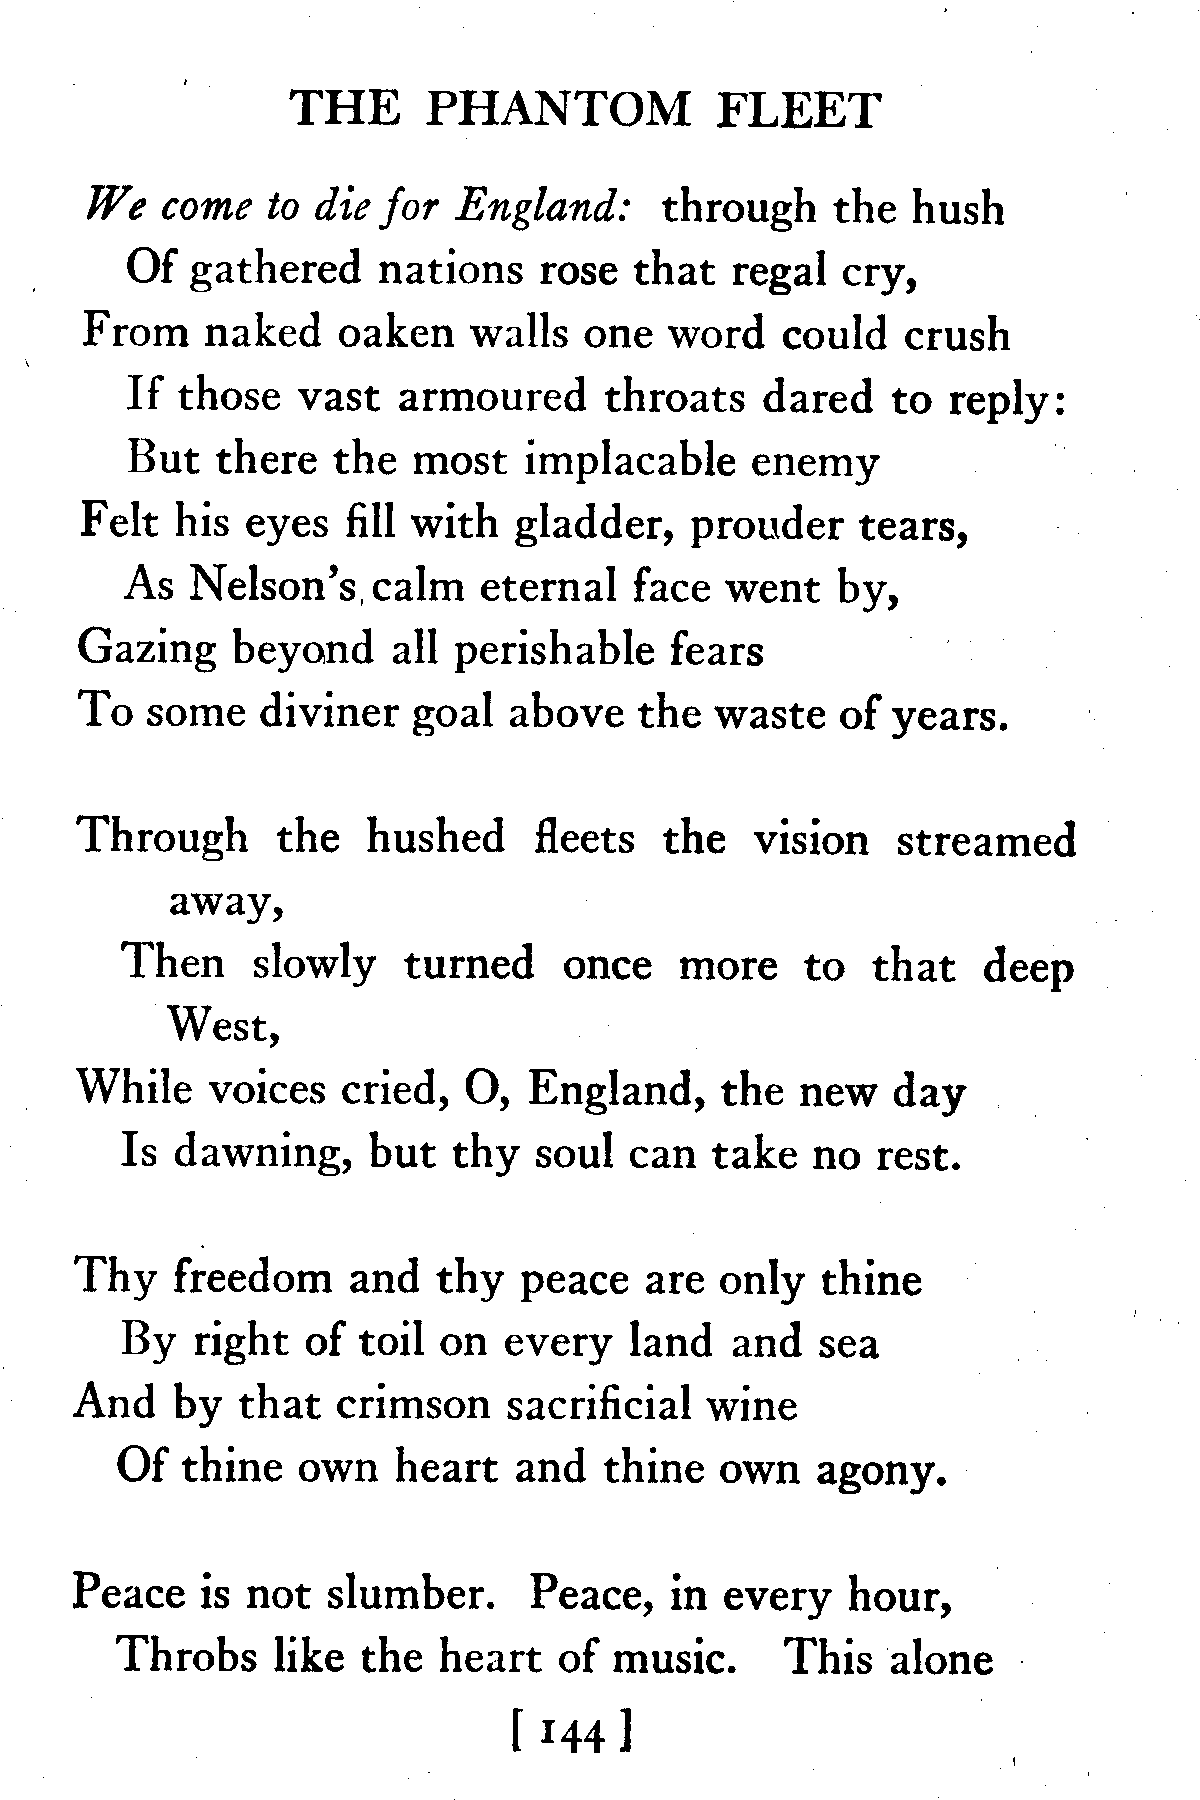 THE PHANTOM FLEET
We come to die for England: through the hush
Of gathered nations rose that regal cry,
From naked oaken walls one word could crush
If those vast armoured throats dared to reply:
But there the most implacable enemy
Felt his eyes fill with gladder, prouder tears,
As Nelson's calm eternal face went by,
Gazing beyond all perishable fears
To some diviner goal above the waste of years.
Through the hushed fleets the vision streamed
away,
Then slowly turned once more to that deep
West,
While voices cried, O, England, the new day
Is dawning, but thy soul can take no rest.
Thy freedom and thy peace are only thine
By right of toil on every land and sea
And by that crimson sacrificial wine
Of thine own heart and thine own agony.
Peace is not slumber. Peace, in every hour,
Throbs like the heart of music. This alone
[ 144 ]